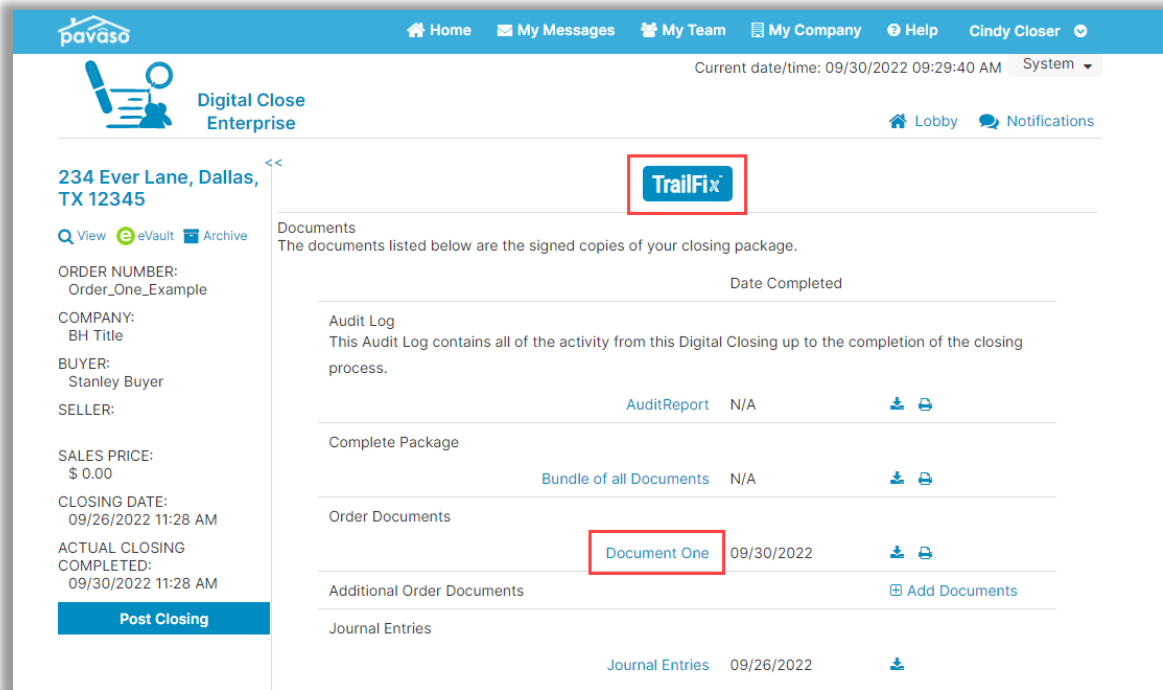 pavaso
Home My Messages My Team My Company Help Cindy Closer
Current date/time: 09/30/2022 09:29:40 AM System
Digital Close
Enterprise
Lobby Notifications
<<
234 Ever Lane, Dallas,
TX 12345
View eVault Archive
ORDER NUMBER:
Order_One_Example
COMPANY:
BH Title
BUYER:
Stanley Buyer
SELLER:
SALES PRICE:
$ 0.00
CLOSING DATE:
09/26/2022 11:28 AM
ACTUAL CLOSING
COMPLETED:
09/30/2022 11:28 AM
Post Closing
TrailFix
Documents
The documents listed below are the signed copies of your closing package.
Date Completed
Audit Log
This Audit Log contains all of the activity from this Digital Closing up to the completion of the closing
process.
AuditReport N/A
Complete Package
Bundle of all Documents N/A
Order Documents
Document One 09/30/2022
Additional Order Documents Add Documents
Journal Entries
Journal Entries 09/26/2022